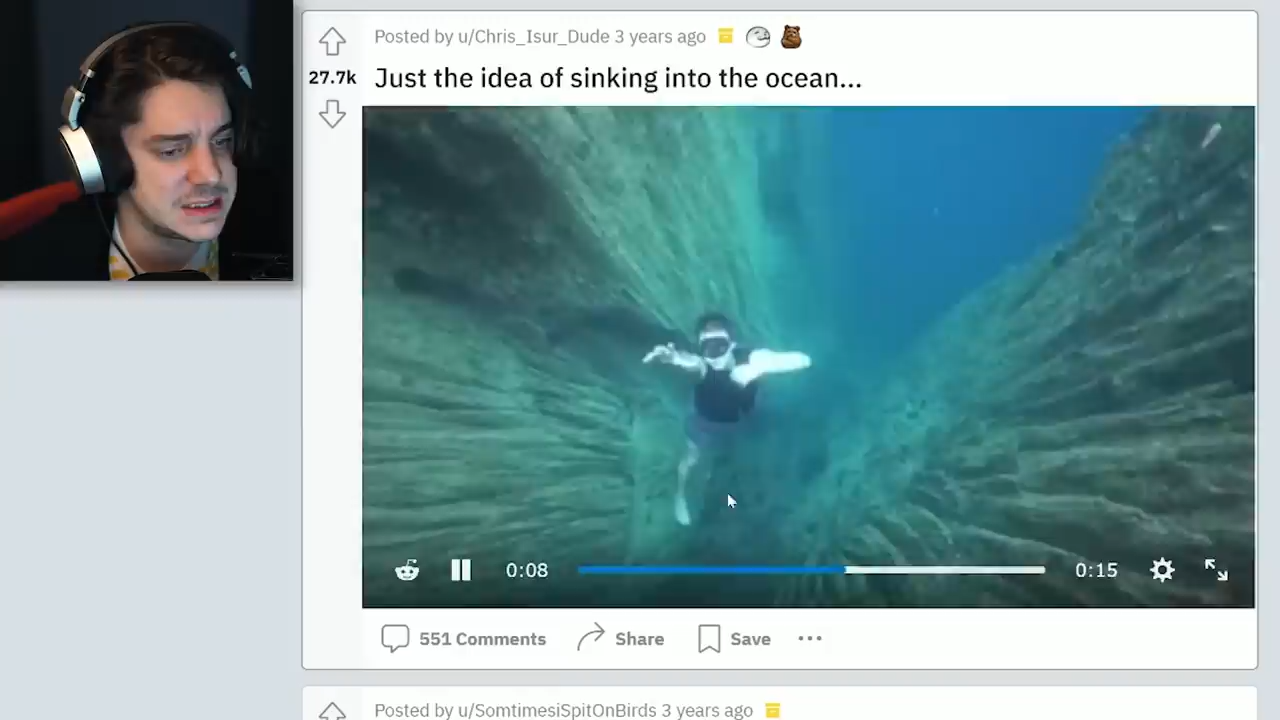 Posted by u/Chris_Isur_Dude 3 years ago
27.7k
Just the idea of sinking into the ocean...
0:08
0:15
551 Comments
Share
Save
Posted by u/SomtimesiSpitOnBirds 3 years ago